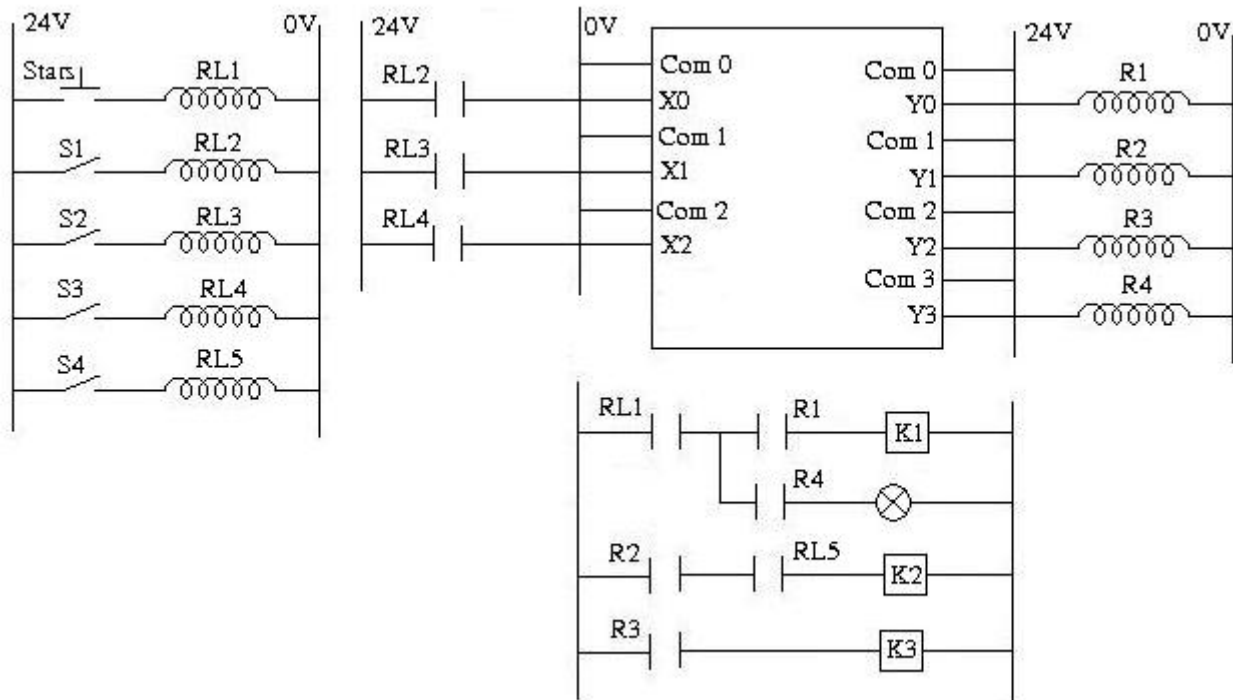 24V 0V
Stars
RL1
S1 RL2
S2 RL3
S3 RL4
S4 RL5
24V 0V
RL2
RL3
RL4
Com 0
X0
Com 1
X1
Com 2
X2
Com 0
Y0
Com 1
Y1
Com 2
Y2
Com 3
Y3
24V 0V
R1
R2
R3
R4
RL1 R1 K1
R4
R2 RL5 K2
R3 K3